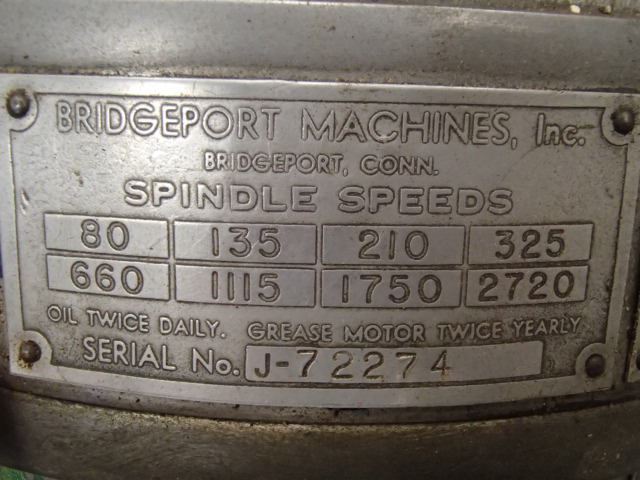 BRIDGEPORT MACHINES, Inc.
BRIDGEPORT, CONN.
SPINDLE SPEEDS
80 135 210 325
660 1115 1750 2720
OIL TWICE DAILY. GREASE MOTOR TWICE YEARLY
SERIAL No. J-72274